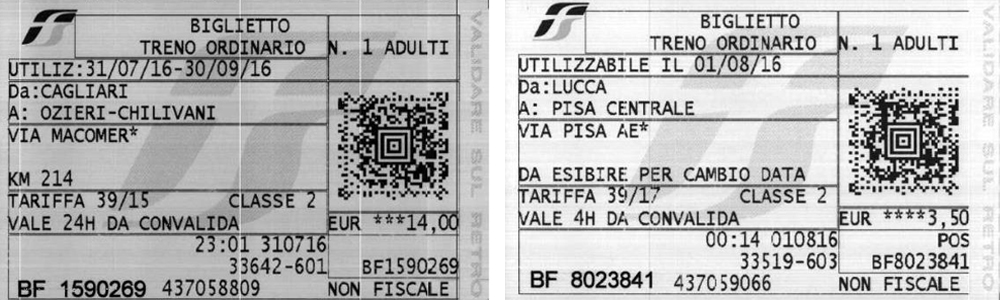 BIGLIETTO
TRENO ORDINARIO
N. 1 ADULTI
UTILIZ:31/07/16-30/09/16
Da:CAGLIARI
A: OZIERI-CHILIVANI
VIA MACOMER*
KM 214
TARIFFA 39/15 CLASSE 2
VALE 24H DA CONVALIDA
EUR ***14,00
23:01 310716
33642-601
BF1590269
BF 1590269 437058809
NON FISCALE
VALIDARE SUL RETRO
BIGLIETTO
TRENO ORDINARIO
N. 1 ADULTI
UTILIZZABILE IL 01/08/16
Da:LUCCA
A: PISA CENTRALE
VIA PISA AE*
DA ESIBIRE PER CAMBIO DATA
TARIFFA 39/17 CLASSE 2
VALE 4H DA CONVALIDA
EUR ****3,50
00:14 010816
POS
33519-603
BF8023841
BF 8023841 437059066
NON FISCALE
VALIDARE SUL RETRO